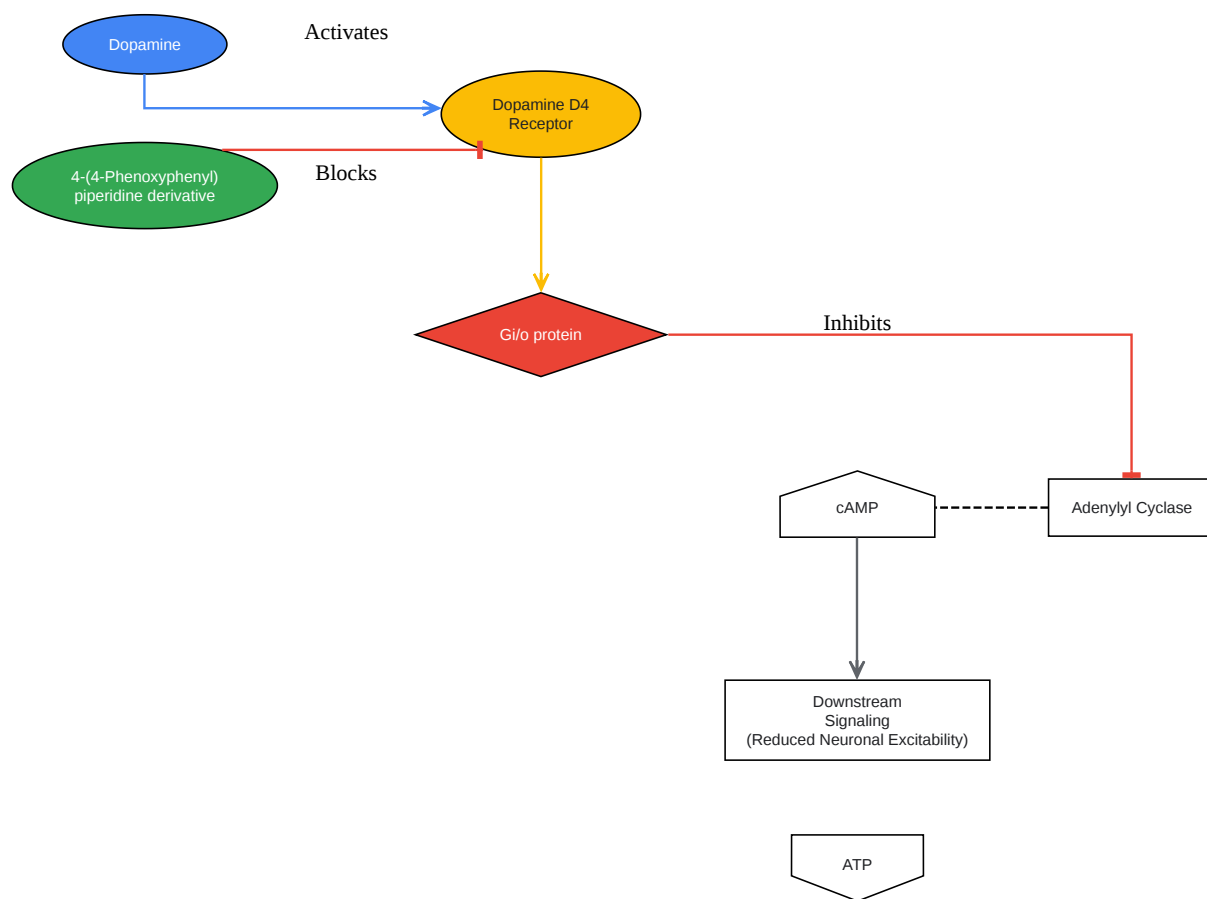 Activates
Dopamine
Dopamine D4
Receptor
Blocks
4-(4-Phenoxyphenyl)
piperidine derivative
Inhibits
Gi/o protein
cAMP
Adenylyl Cyclase
Downstream
Signaling
(Reduced Neuronal Excitability)
ATP